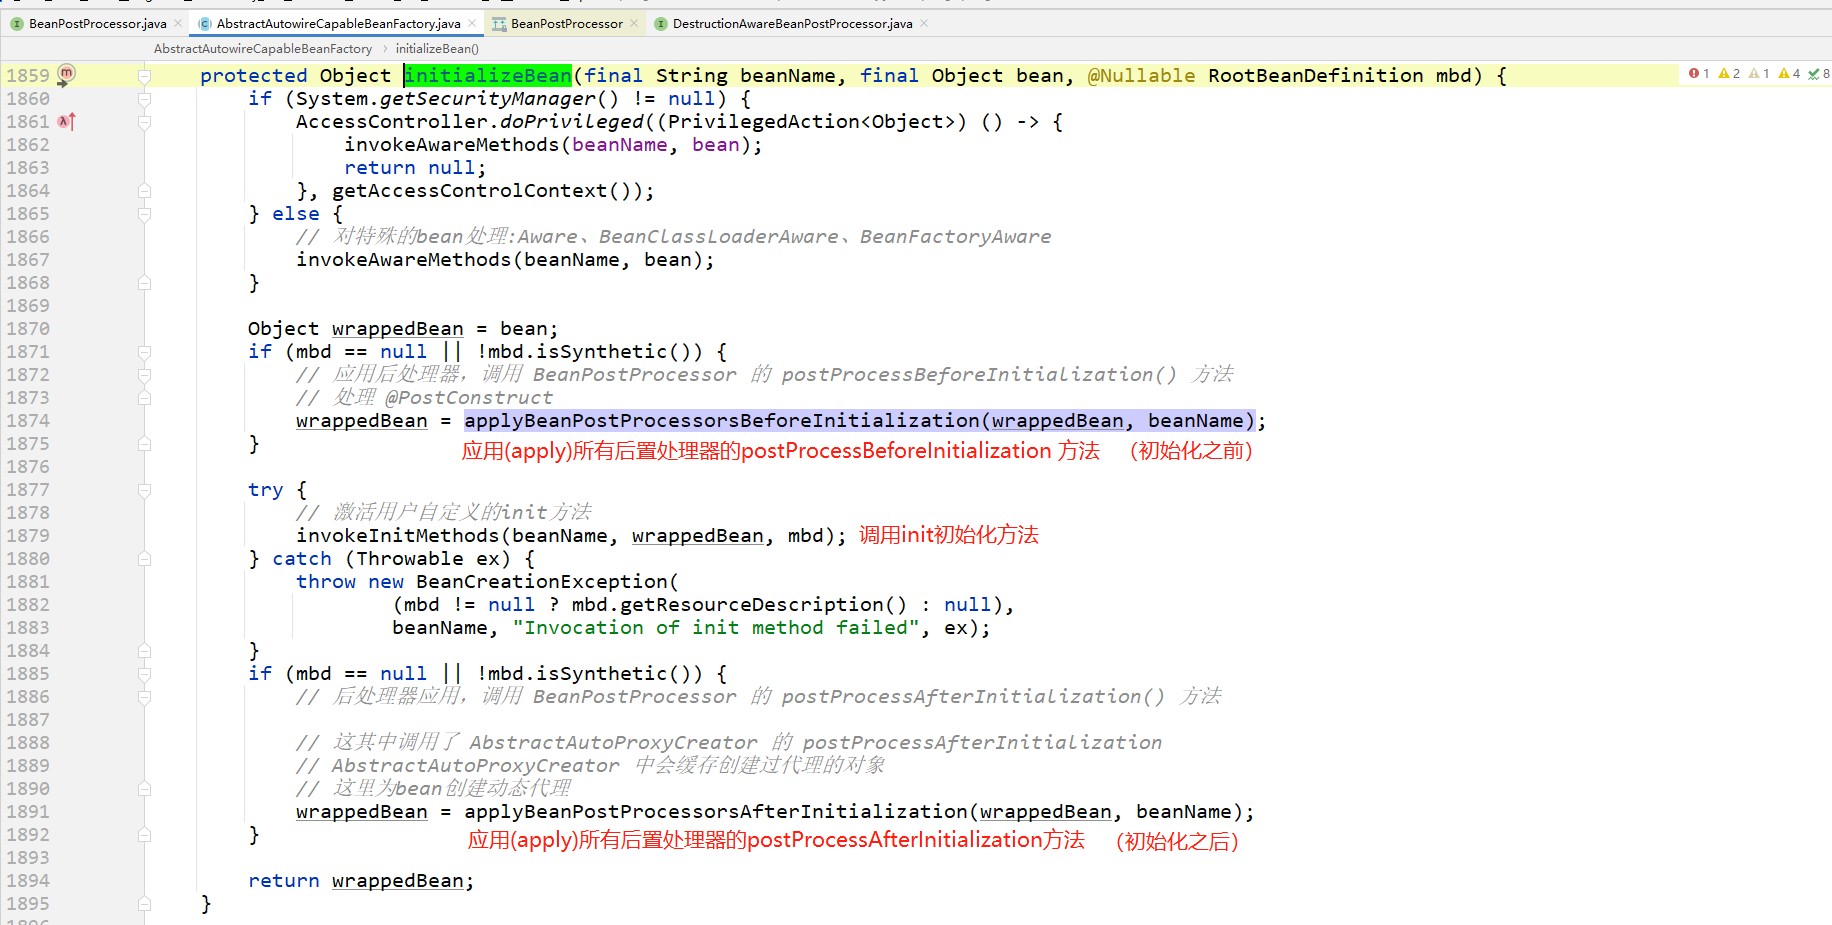 BeanPostProcessor.java × AbstractAutowireCapableBeanFactory.java × BeanPostProcessor × DestructionAwareBeanPostProcessor.java ×
AbstractAutowireCapableBeanFactory › initializeBean()
1859 protected Object initializeBean(final String beanName, final Object bean, @Nullable RootBeanDefinition mbd) { 1 2 1 4 8
1860 if (System.getSecurityManager() != null) {
1861 AccessController.doPrivileged((PrivilegedAction<Object>) () -> {
1862 invokeAwareMethods(beanName, bean);
1863 return null;
1864 }, getAccessControlContext());
1865 } else {
1866 // 对特殊的bean处理:Aware、BeanClassLoaderAware、BeanFactoryAware
1867 invokeAwareMethods(beanName, bean);
1868 }
1869
1870 Object wrappedBean = bean;
1871 if (mbd == null || !mbd.isSynthetic()) {
1872 // 应用后处理器，调用 BeanPostProcessor 的 postProcessBeforeInitialization() 方法
1873 // 处理 @PostConstruct
1874 wrappedBean = applyBeanPostProcessorsBeforeInitialization(wrappedBean, beanName);
1875 }
应用(apply)所有后置处理器的postProcessBeforeInitialization 方法 （初始化之前）
1876
1877 try {
1878 // 激活用户自定义的init方法
1879 invokeInitMethods(beanName, wrappedBean, mbd); 调用init初始化方法
1880 } catch (Throwable ex) {
1881 throw new BeanCreationException(
1882 (mbd != null ? mbd.getResourceDescription() : null),
1883 beanName, "Invocation of init method failed", ex);
1884 }
1885 if (mbd == null || !mbd.isSynthetic()) {
1886 // 后处理器应用，调用 BeanPostProcessor 的 postProcessAfterInitialization() 方法
1887
1888 // 这其中调用了 AbstractAutoProxyCreator 的 postProcessAfterInitialization
1889 // AbstractAutoProxyCreator 中会缓存创建过代理的对象
1890 // 这里为bean创建动态代理
1891 wrappedBean = applyBeanPostProcessorsAfterInitialization(wrappedBean, beanName);
1892 }
应用(apply)所有后置处理器的postProcessAfterInitialization方法 （初始化之后）
1893
1894 return wrappedBean;
1895 }